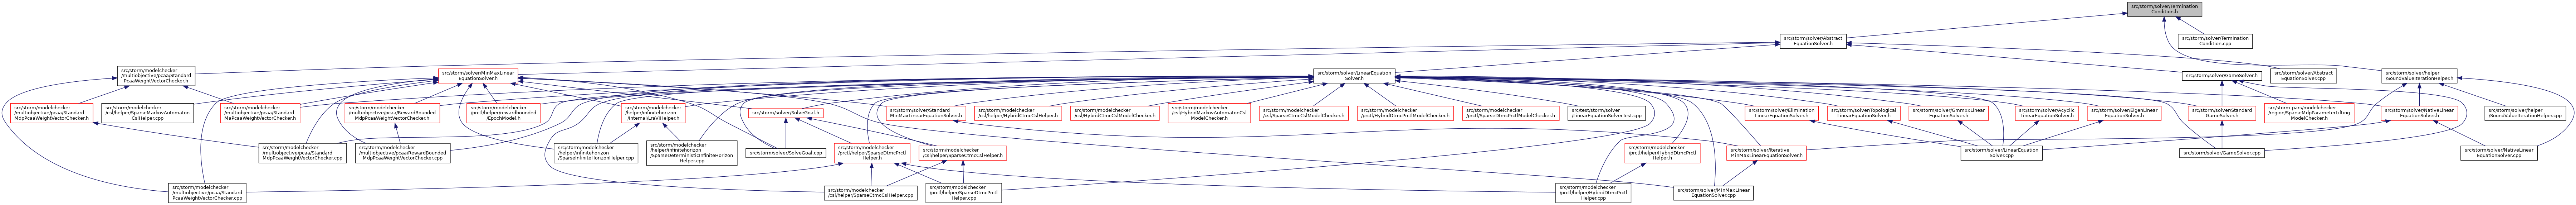 src/storm/solver/Termination
Condition.h
src/storm/solver/Abstract
EquationSolver.h
src/storm/solver/Termination
Condition.cpp
src/storm/modelchecker
/multiobjective/pcaa/Standard
PcaaWeightVectorChecker.h
src/storm/solver/MinMaxLinear
EquationSolver.h
src/storm/solver/LinearEquation
Solver.h
src/storm/solver/GameSolver.h
src/storm/solver/Abstract
EquationSolver.cpp
src/storm/solver/helper
/SoundValueIterationHelper.h
src/storm/modelchecker
/multiobjective/pcaa/Standard
MdpPcaaWeightVectorChecker.h
src/storm/modelchecker
/csl/helper/SparseMarkovAutomaton
CslHelper.cpp
src/storm/modelchecker
/multiobjective/pcaa/Standard
MaPcaaWeightVectorChecker.h
src/storm/modelchecker
/multiobjective/pcaa/RewardBounded
MdpPcaaWeightVectorChecker.h
src/storm/modelchecker
/prctl/helper/rewardbounded
/EpochModel.h
src/storm/modelchecker
/helper/infinitehorizon
/internal/LraViHelper.h
src/storm/solver/SolveGoal.h
src/storm/solver/Standard
MinMaxLinearEquationSolver.h
src/storm/modelchecker
/csl/helper/HybridCtmcCslHelper.h
src/storm/modelchecker
/csl/HybridCtmcCslModelChecker.h
src/storm/modelchecker
/csl/HybridMarkovAutomatonCsl
ModelChecker.h
src/storm/modelchecker
/csl/SparseCtmcCslModelChecker.h
src/storm/modelchecker
/prctl/HybridDtmcPrctlModelChecker.h
src/storm/modelchecker
/prctl/SparseDtmcPrctlModelChecker.h
src/test/storm/solver
/LinearEquationSolverTest.cpp
src/storm/solver/Elimination
LinearEquationSolver.h
src/storm/solver/Topological
LinearEquationSolver.h
src/storm/solver/GmmxxLinear
EquationSolver.h
src/storm/solver/Acyclic
LinearEquationSolver.h
src/storm/solver/EigenLinear
EquationSolver.h
src/storm/solver/Standard
GameSolver.h
src/storm-pars/modelchecker
/region/SparseMdpParameterLifting
ModelChecker.h
src/storm/solver/NativeLinear
EquationSolver.h
src/storm/solver/helper
/SoundValueIterationHelper.cpp
src/storm/modelchecker
/multiobjective/pcaa/Standard
MdpPcaaWeightVectorChecker.cpp
src/storm/modelchecker
/multiobjective/pcaa/RewardBounded
MdpPcaaWeightVectorChecker.cpp
src/storm/modelchecker
/helper/infinitehorizon
/SparseInfiniteHorizonHelper.cpp
src/storm/modelchecker
/helper/infinitehorizon
/SparseDeterministicInfiniteHorizon
Helper.cpp
src/storm/solver/SolveGoal.cpp
src/storm/modelchecker
/prctl/helper/SparseDtmcPrctl
Helper.h
src/storm/modelchecker
/csl/helper/SparseCtmcCslHelper.h
src/storm/modelchecker
/prctl/helper/HybridDtmcPrctl
Helper.h
src/storm/solver/Iterative
MinMaxLinearEquationSolver.h
src/storm/solver/LinearEquation
Solver.cpp
src/storm/solver/GameSolver.cpp
src/storm/solver/NativeLinear
EquationSolver.cpp
src/storm/modelchecker
/multiobjective/pcaa/Standard
PcaaWeightVectorChecker.cpp
src/storm/modelchecker
/csl/helper/SparseCtmcCslHelper.cpp
src/storm/modelchecker
/prctl/helper/SparseDtmcPrctl
Helper.cpp
src/storm/modelchecker
/prctl/helper/HybridDtmcPrctl
Helper.cpp
src/storm/solver/MinMaxLinear
EquationSolver.cpp